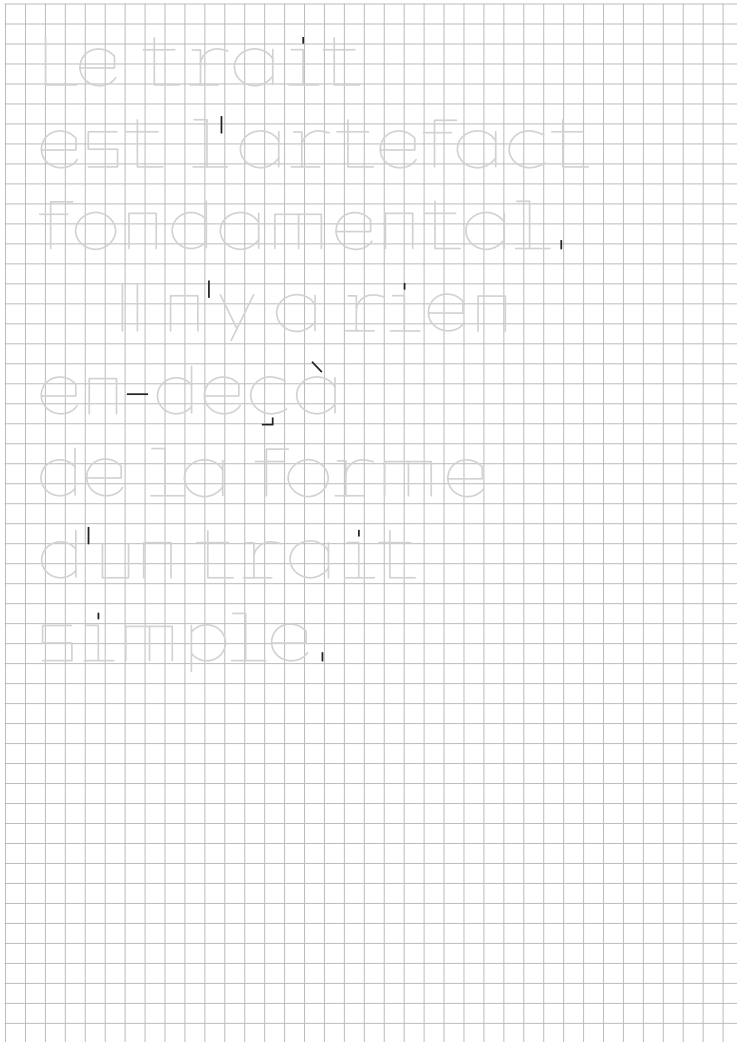 Le trait
est l'artefact
fondamental,
Il n'y a rien
en-deçà
de la forme
d'un trait
simple,